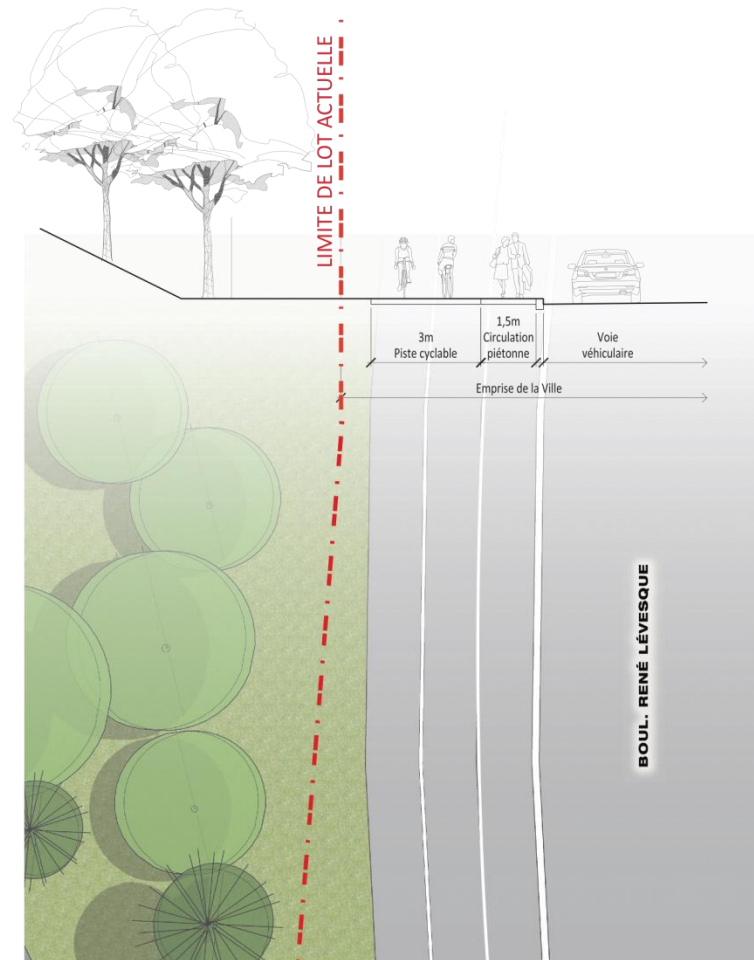 LIMITE DE LOT ACTUELLE
3m
Piste cyclable
1,5m
Circulation
piétonne
Voie
véhiculaire
Emprise de la Ville
BOUL. RENÉ LÉVESQUE